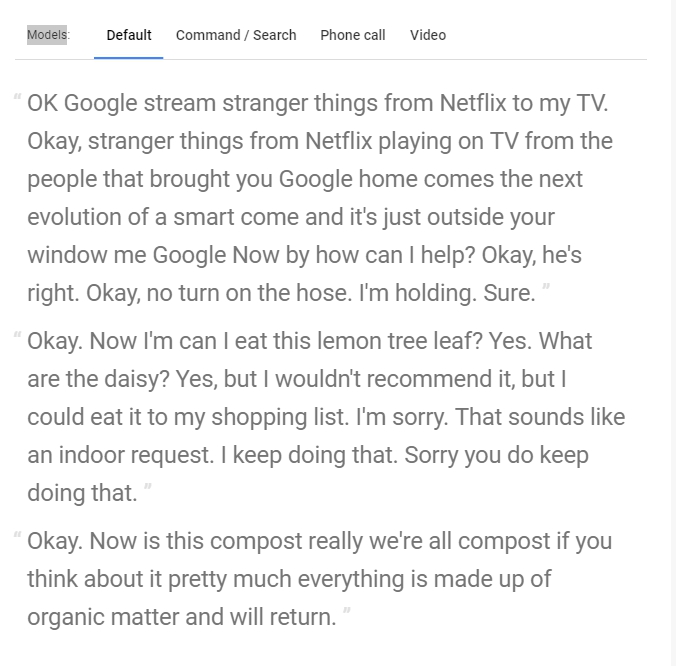 Models: Default Command / Search Phone call Video
“ OK Google stream stranger things from Netflix to my TV.
Okay, stranger things from Netflix playing on TV from the
people that brought you Google home comes the next
evolution of a smart come and it's just outside your
window me Google Now by how can I help? Okay, he's
right. Okay, no turn on the hose. I'm holding. Sure. ”
“ Okay. Now I'm can I eat this lemon tree leaf? Yes. What
are the daisy? Yes, but I wouldn't recommend it, but I
could eat it to my shopping list. I'm sorry. That sounds like
an indoor request. I keep doing that. Sorry you do keep
doing that. ”
“ Okay. Now is this compost really we're all compost if you
think about it pretty much everything is made up of
organic matter and will return. ”